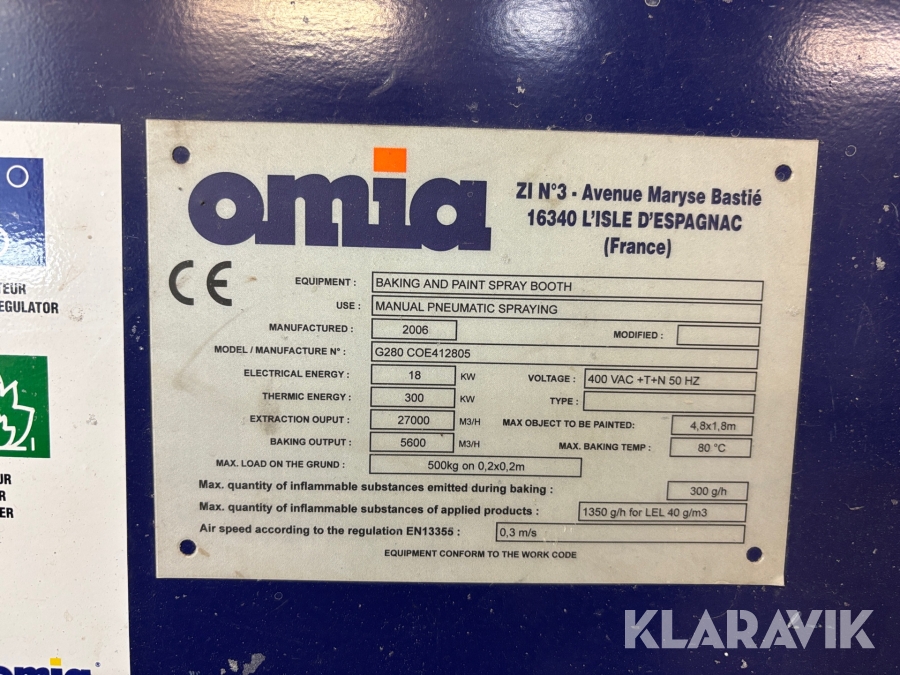 KLARAVIK
omia
ZI N°3 - Avenue Maryse Bastié
16340 L'ISLE D'ESPAGNAC
(France)
CE
EQUIPMENT : BAKING AND PAINT SPRAY BOOTH
USE : MANUAL PNEUMATIC SPRAYING
MANUFACTURED : 2006 MODIFIED :
MODEL / MANUFACTURE N° : G280 COE412805
ELECTRICAL ENERGY : 18 KW VOLTAGE : 400 VAC +T+N 50 HZ
THERMIC ENERGY : 300 KW TYPE :
EXTRACTION OUPUT : 27000 M3/H MAX OBJECT TO BE PAINTED: 4,8x1,8m
BAKING OUTPUT : 5600 M3/H MAX. BAKING TEMP : 80 °C
MAX. LOAD ON THE GRUND : 500kg on 0,2x0,2m
Max. quantity of inflammable substances emitted during baking : 300 g/h
Max. quantity of inflammable substances of applied products : 1350 g/h for LEL 40 g/m3
Air speed according to the regulation EN13355 : 0,3 m/s
EQUIPMENT CONFORM TO THE WORK CODE
TEUR
EGULATOR
UR
R
ER
omia
KLARAVIK